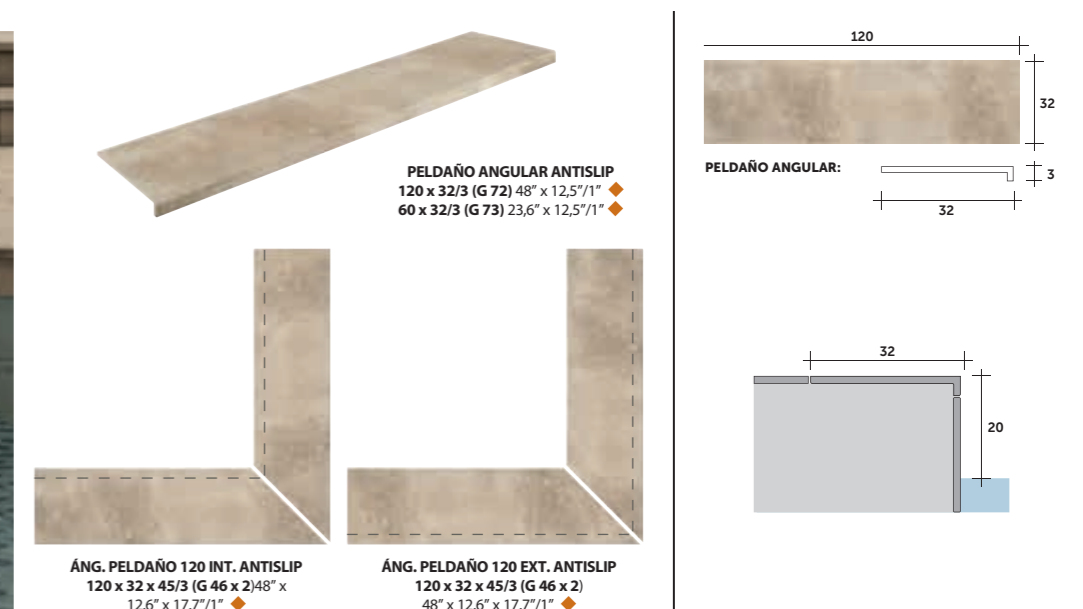 PELDAÑO ANGULAR ANTISLIP
120 x 32/3 (G 72) 48” x 12,5”/1”
60 x 32/3 (G 73) 23,6” x 12,5”/1”
ÁNG. PELDAÑO 120 INT. ANTISLIP
120 x 32 x 45/3 (G 46 x 2)48” x
12,6” x 17,7”/1”
ÁNG. PELDAÑO 120 EXT. ANTISLIP
120 x 32 x 45/3 (G 46 x 2)
48” x 12,6” x 17,7”/1”
120
32
PELDAÑO ANGULAR:
3
32
32
20